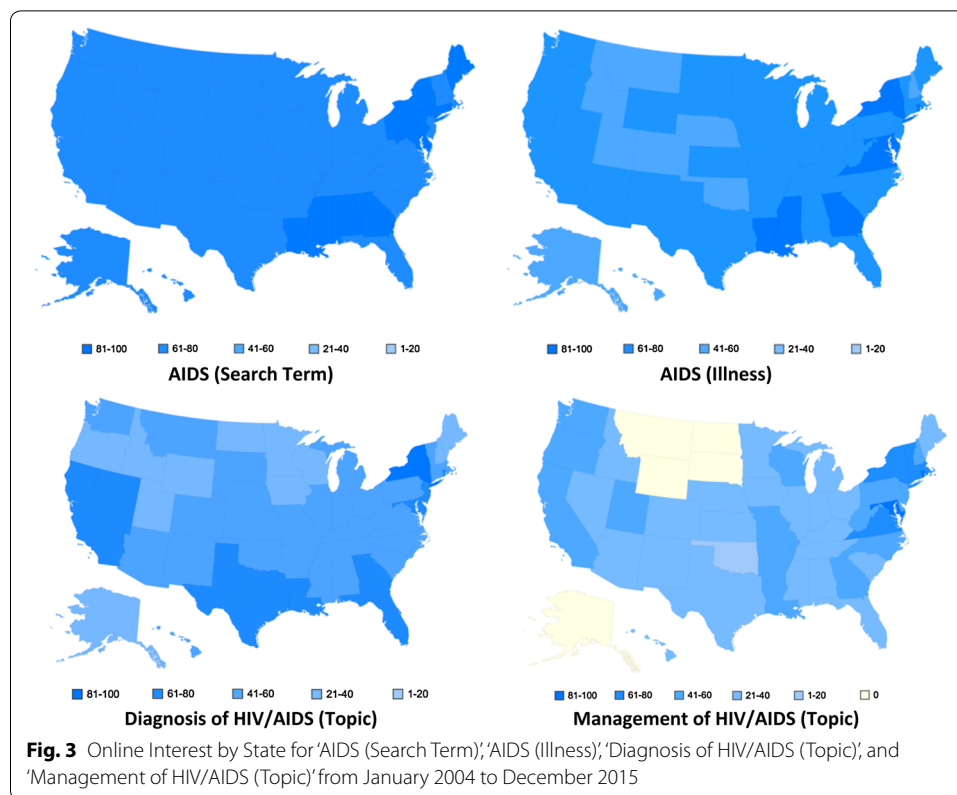 81-100 61-80 41-60 21-40 1-20
AIDS (Search Term)
81-100 61-80 41-60 21-40 1-20
AIDS (Illness)
81-100 61-80 41-60 21-40 1-20
Diagnosis of HIV/AIDS (Topic)
81-100 61-80 41-60 21-40 1-20 0
Management of HIV/AIDS (Topic)
Fig. 3 Online Interest by State for ‘AIDS (Search Term)’, ‘AIDS (Illness)’, ‘Diagnosis of HIV/AIDS (Topic)’, and
‘Management of HIV/AIDS (Topic)’ from January 2004 to December 2015